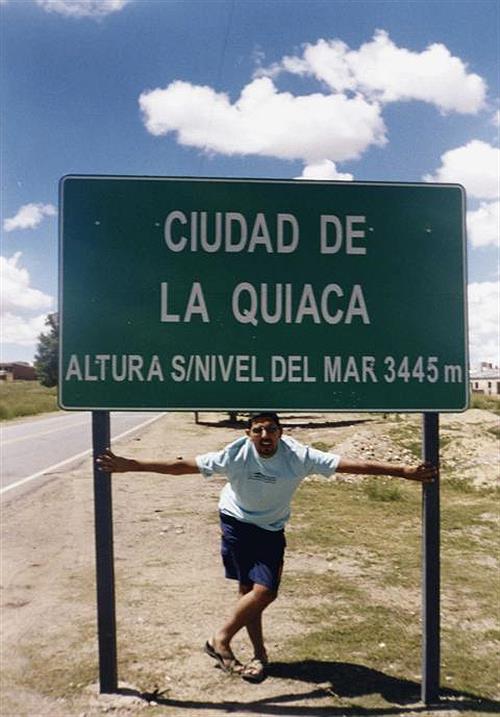 CIUDAD DE
LA QUIACA
ALTURA S/NIVEL DEL MAR 3445 m